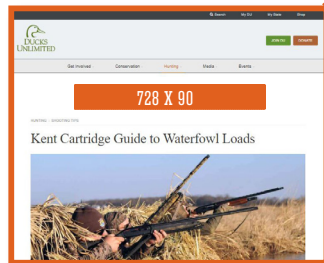 Search My DU My State Shop
DUCKS
UNLIMITED
JOIN DU DONATE
Get Involved Conservation Hunting Media Events
728 X 90
Kent Cartridge Guide to Waterfowl Loads